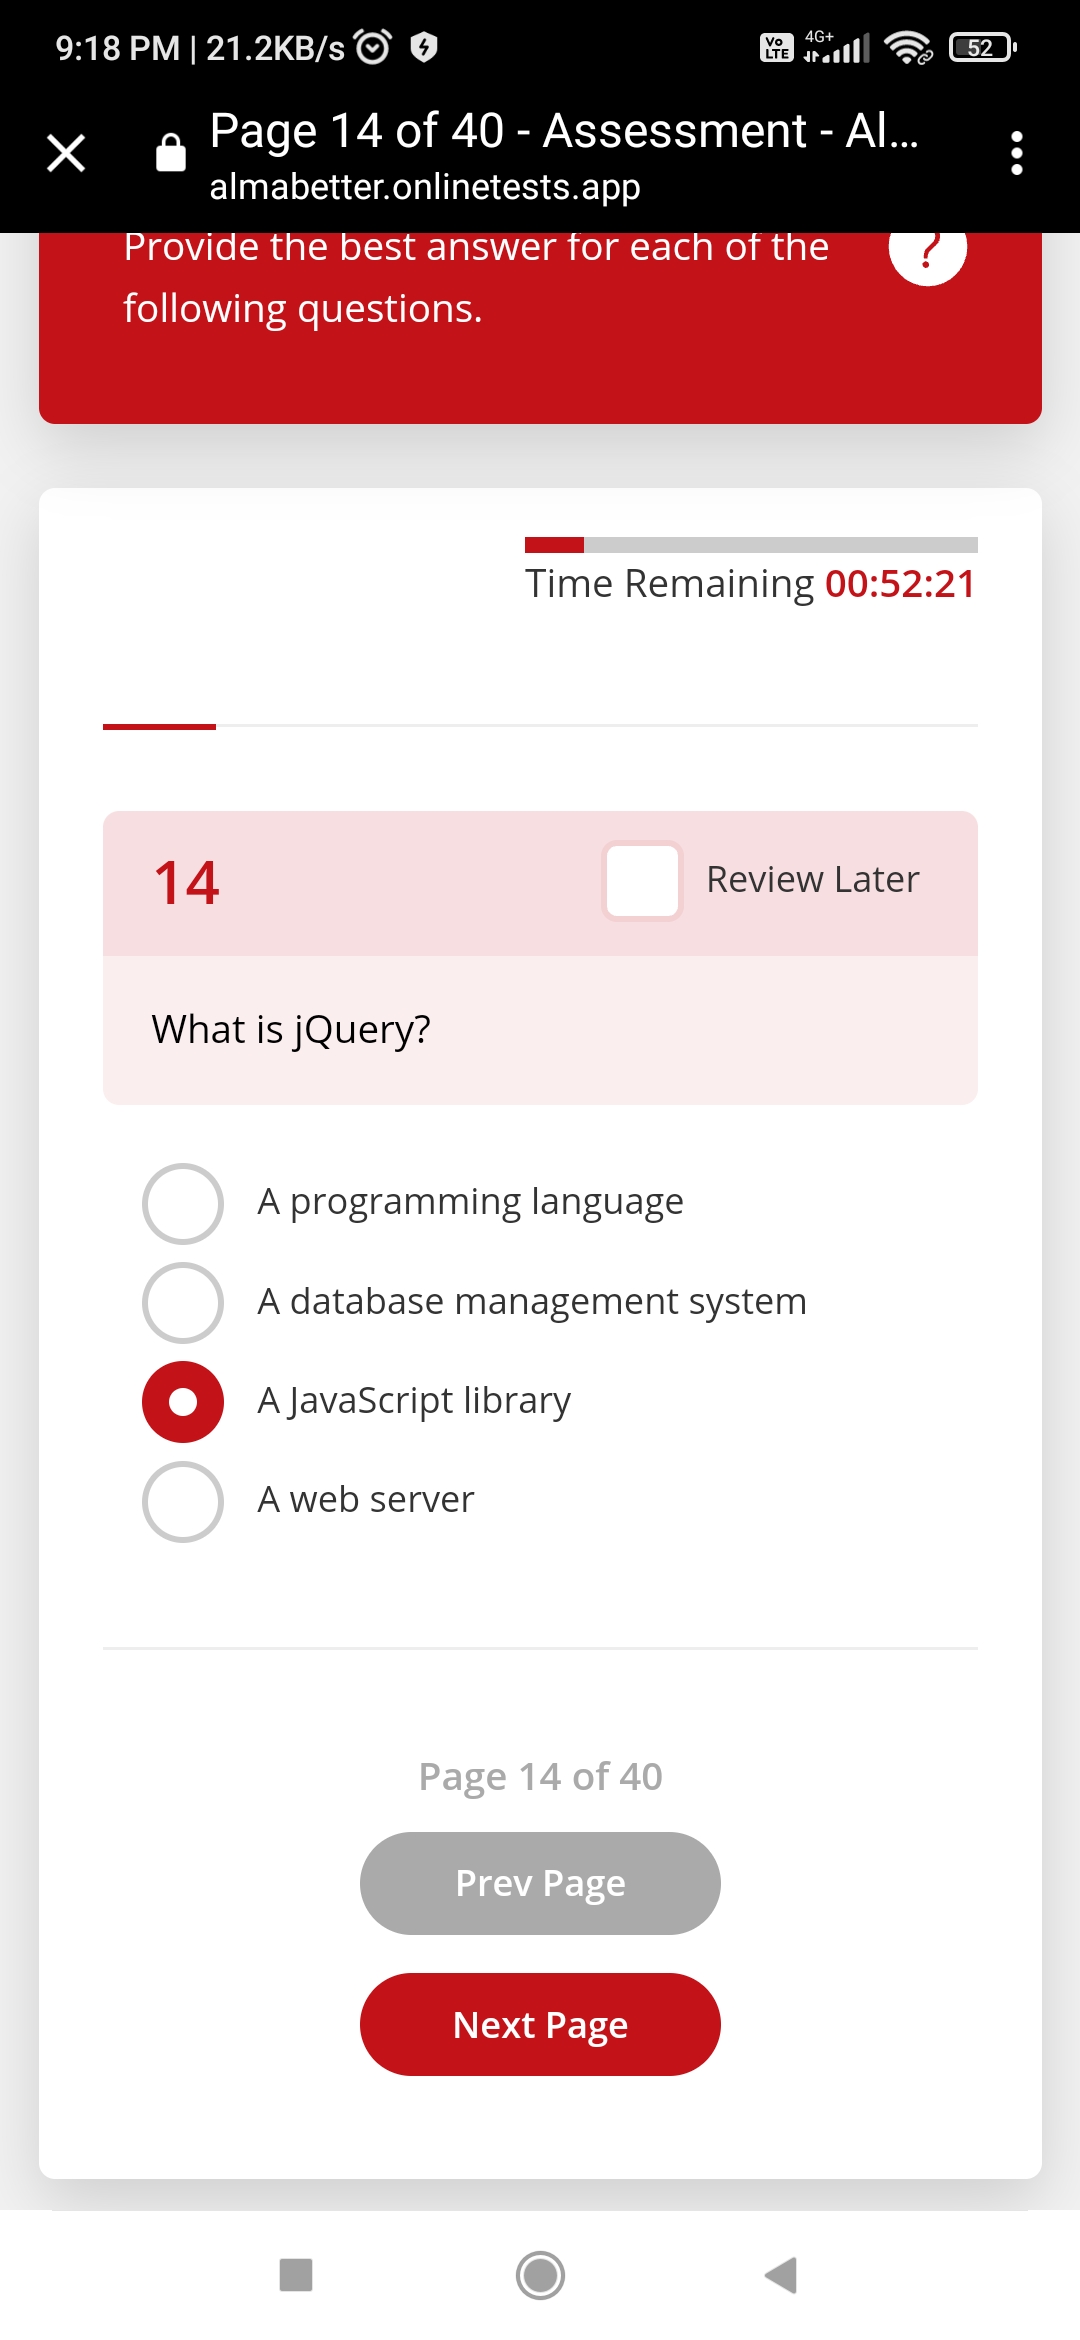 9:18 PM | 21.2KB/s
Vo LTE 4G+ 52
Page 14 of 40 - Assessment - Al...
almabetter.onlinetests.app
Provide the best answer for each of the
following questions.
?
Time Remaining 00:52:21
14 Review Later
What is jQuery?
A programming language
A database management system
A JavaScript library
A web server
Page 14 of 40
Prev Page
Next Page